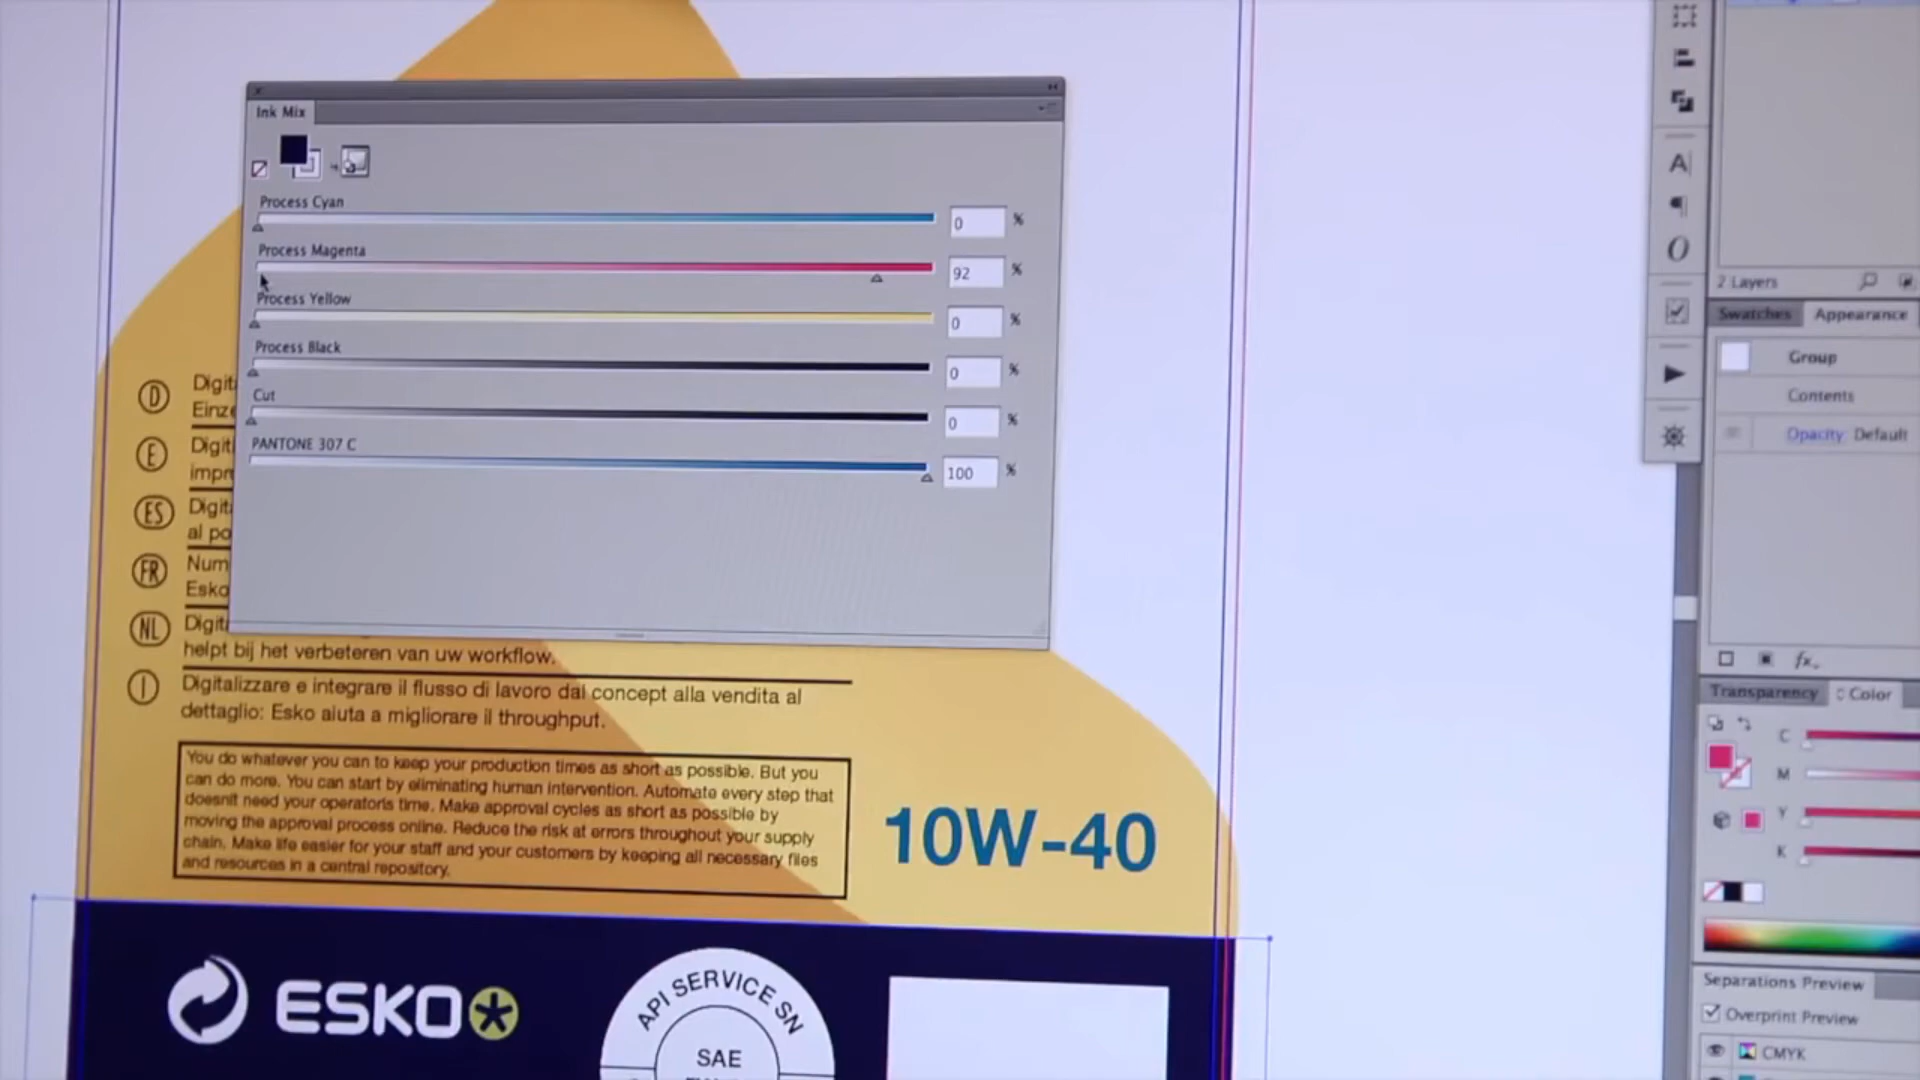 Ink Mix
Process Cyan
0 %
Process Magenta
92 %
Process Yellow
0 %
Process Black
0 %
Cut
0 %
PANTONE 307 C
100 %
D
Digit
Einze
E
Digit
impr
ES
Digit
al po
FR
Num
Esko
NL
Digit
helpt bij het verbeteren van uw workflow.
I
Digitalizzare e integrare il flusso di lavoro dal concept alla vendita al
dettaglio: Esko aiuta a migliorare il throughput.
You do whatever you can to keep your production times as short as possible. But you
can do more. You can start by eliminating human intervention. Automate every step that
doesnít need your operatorís time. Make approval cycles as short as possible by
moving the approval process online. Reduce the risk at errors throughout your supply
chain. Make life easier for your staff and your customers by keeping all necessary files
and resources in a central repository.
10W-40
ESKO
API SERVICE SN
SAE
2 Layers
Swatches Appearance
Group
Contents
Opacity: Default
fx
Transparency Color
C
M
Y
K
Separations Preview
Overprint Preview
CMYK